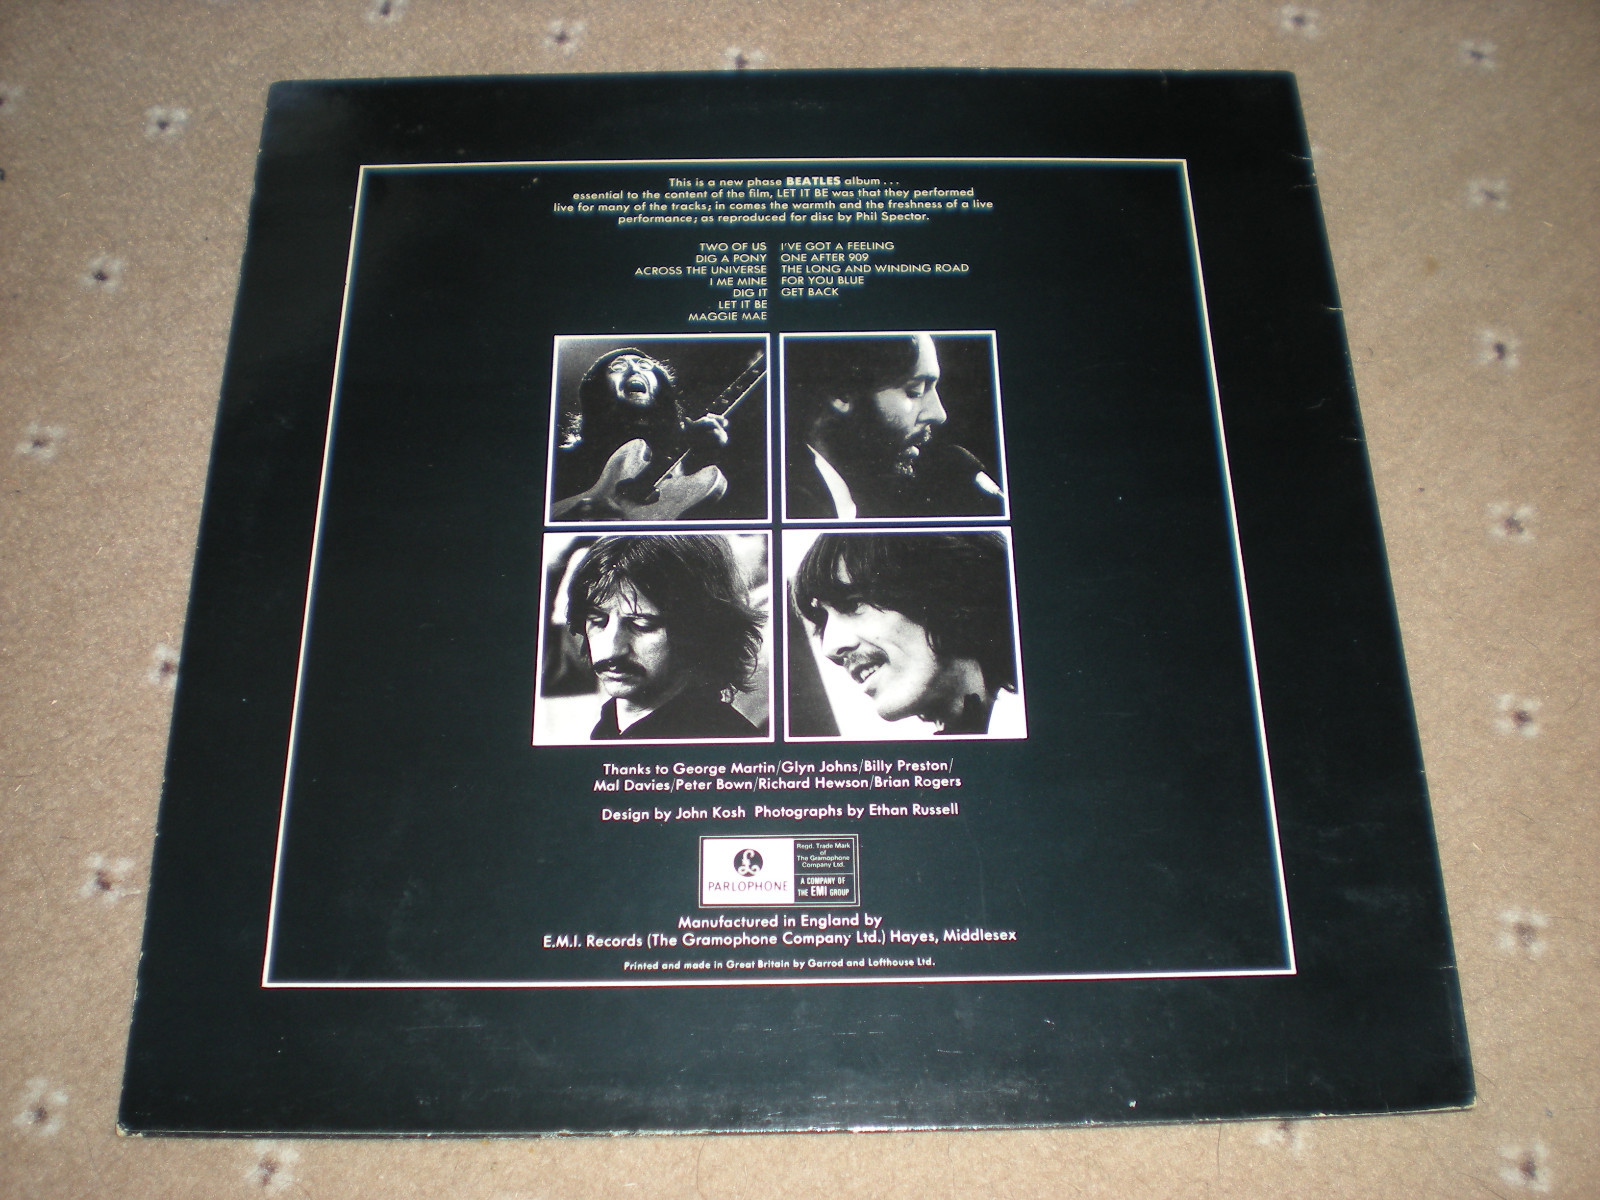 This is a new phase BEATLES album . . .
essential to the content of the film, LET IT BE was that they performed
live for many of the tracks; in comes the warmth and the freshness of a live
performance; as reproduced for disc by Phil Spector.
TWO OF US
DIG A PONY
ACROSS THE UNIVERSE
I ME MINE
DIG IT
LET IT BE
MAGGIE MAE
I'VE GOT A FEELING
ONE AFTER 909
THE LONG AND WINDING ROAD
FOR YOU BLUE
GET BACK
Thanks to George Martin/Glyn Johns/Billy Preston/
Mal Davies/Peter Bown/Richard Hewson/Brian Rogers
Design by John Kosh Photographs by Ethan Russell
PARLOPHONE
Regd. Trade Mark
of
The Gramophone
Company Ltd.
A COMPANY OF
THE EMI GROUP
Manufactured in England by
E.M.I. Records (The Gramophone Company Ltd.) Hayes, Middlesex
Printed and made in Great Britain by Garrod and Lofthouse Ltd.